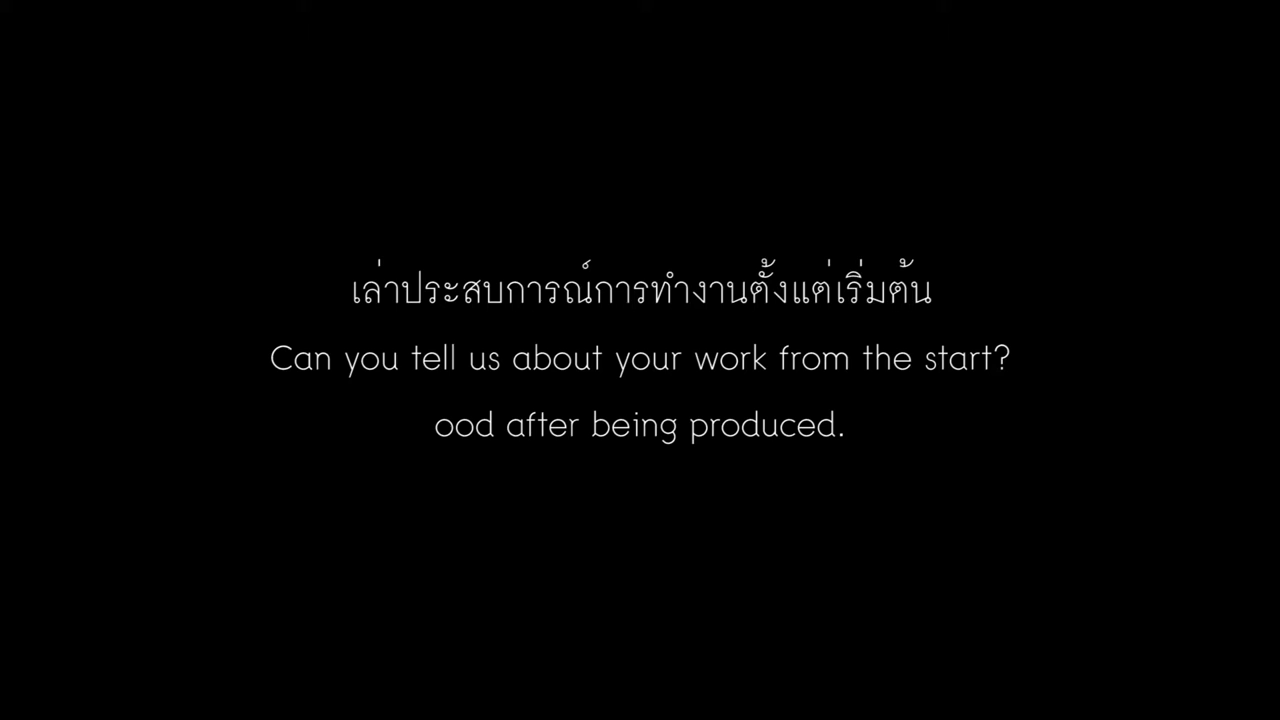 เล่าประสบการณ์การทำงานตั้งแต่เริ่มต้น
Can you tell us about your work from the start?
ood after being produced.